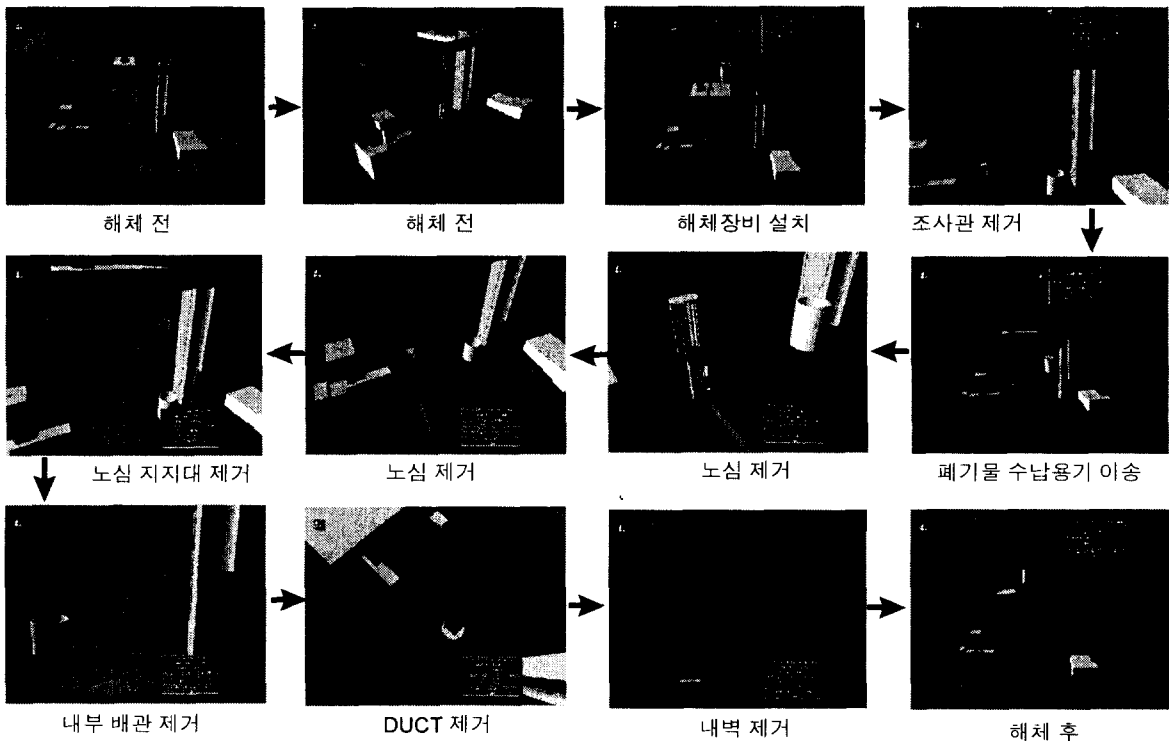 해체 전
해체 전
해체장비 설치
조사관 제거
노심 지지대 제거
노심 제거
노심 제거
폐기물 수납용기 이송
내부 배관 제거
DUCT 제거
내벽 제거
해체 후